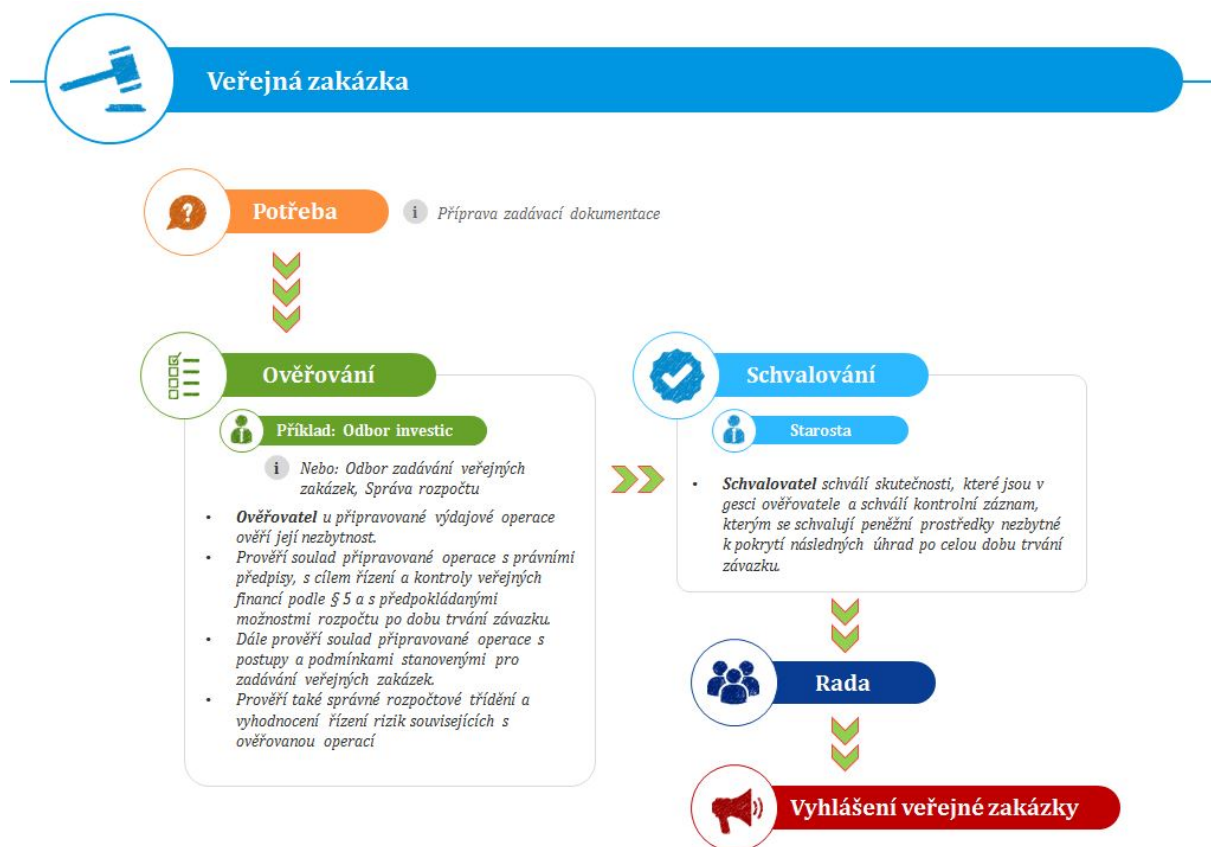 Veřejná zakázka
Potřeba
i Příprava zadávací dokumentace
Ověřování
Příklad: Odbor investic
i Nebo: Odbor zadávání veřejných
zakázek, Správa rozpočtu
• Ověřovatel u připravované výdajové operace
ověří její nezbytnost.
• Prověří soulad připravované operace s právními
předpisy, s cílem řízení a kontroly veřejných
financí podle § 5 a s předpokládanými
možnostmi rozpočtu po dobu trvání závazku.
• Dále prověří soulad připravované operace s
postupy a podmínkami stanovenými pro
zadávání veřejných zakázek.
• Prověří také správné rozpočtové třídění a
vyhodnocení řízení rizik souvisejících s
ověřovanou operací
Schvalování
Starosta
• Schvalovatel schválí skutečnosti, které jsou v
gesci ověřovatele a schválí kontrolní záznam,
kterým se schvalují peněžní prostředky nezbytné
k pokrytí následných úhrad po celou dobu trvání
závazku.
Rada
Vyhlášení veřejné zakázky